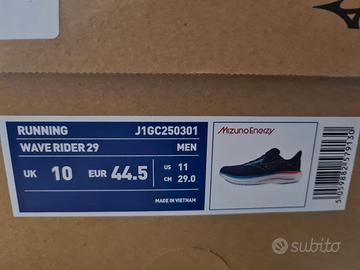 RUNNING J1GC250301
WAVE RIDER 29 MEN
MIZUNO ENERZY
UK 10 EUR 44.5 US 11 CM 29.0
MADE IN VIETNAM
5059882457913
subito